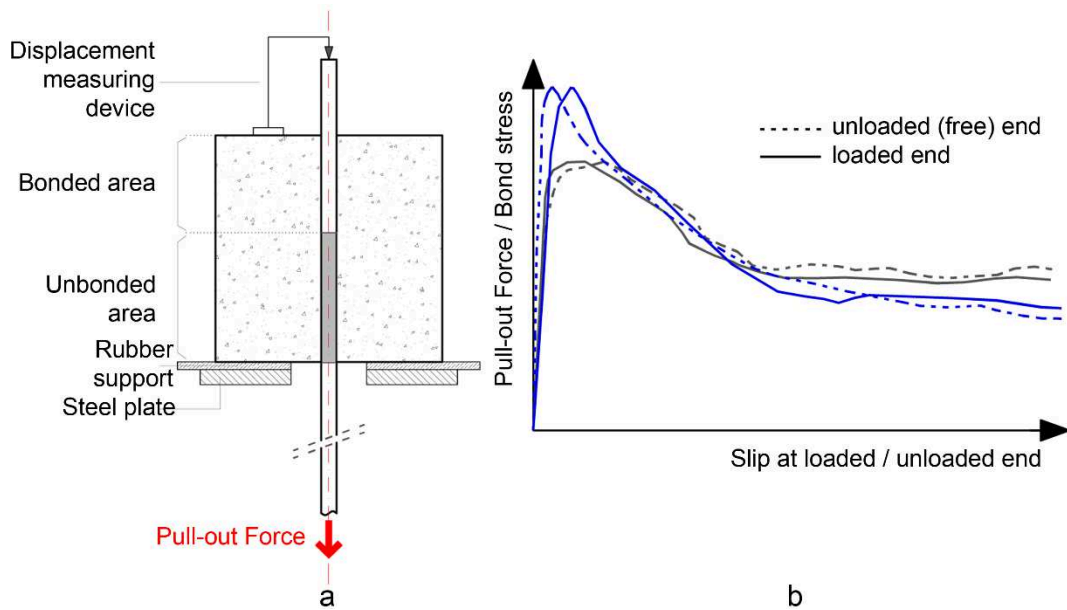 Displacement
measuring
device
Bonded area
Unbonded
area
Rubber
support
Steel plate
Pull-out Force
a
Pull-out Force / Bond stress
unloaded (free) end
loaded end
Slip at loaded / unloaded end
b